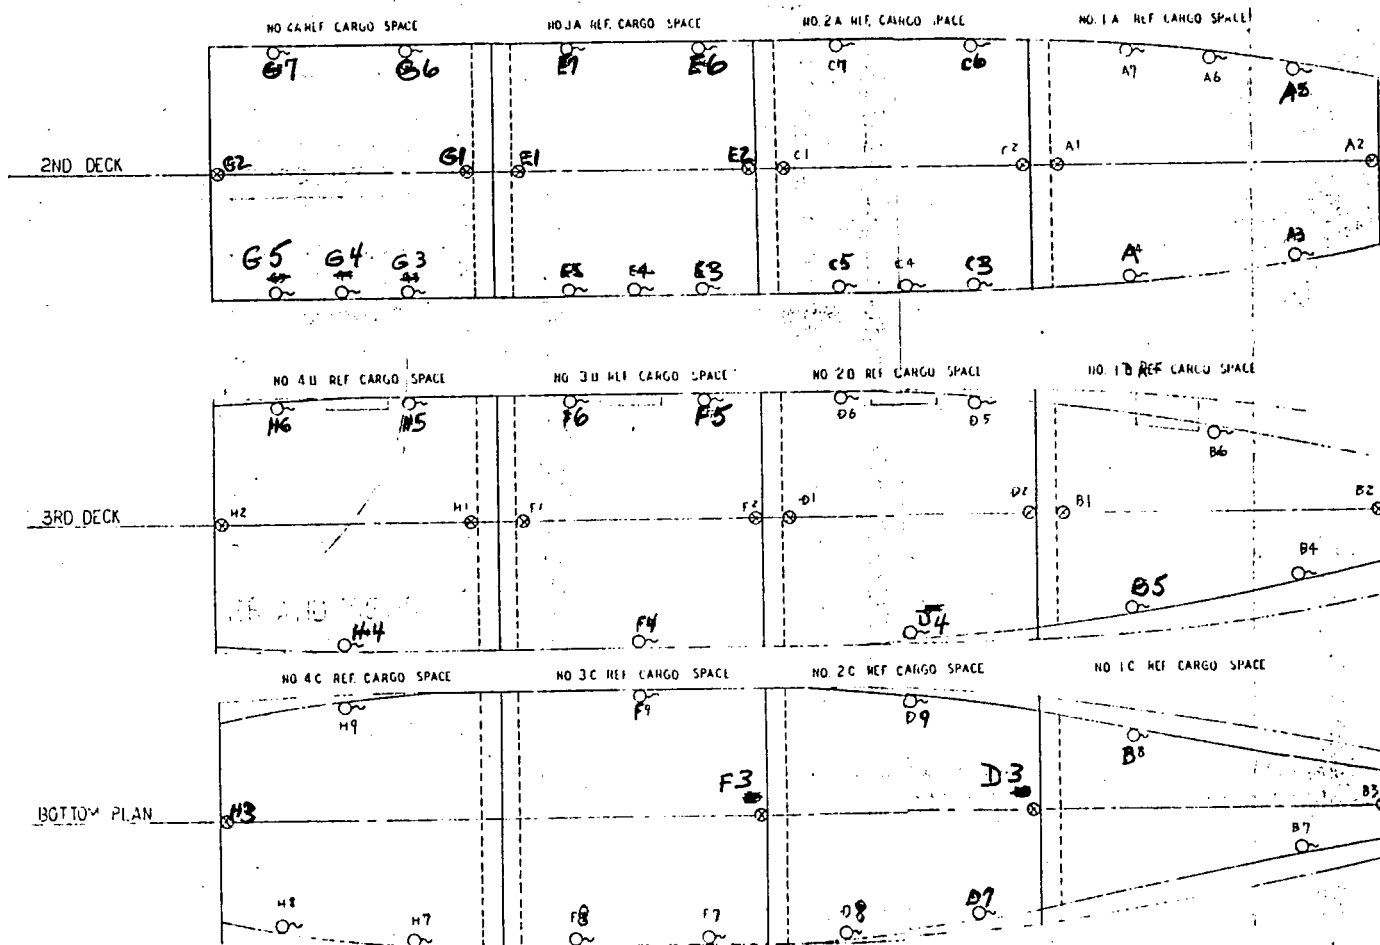 NO 4A REF CARGO SPACE NO.3A REF. CARGO SPACE NO.2A REF CARGO SPACE NO.1A REF CARGO SPACE
G7 G6 E7 E6 C7 C6 A7 A6 A5
2ND DECK G2 G1 E1 E2 C1 C2 A1 A2
G5 G4 G3 E5 E4 E3 C5 C4 C3 A4 A3
NO 4B REF CARGO SPACE NO 3B REF CARGO SPACE NO 2B REF CARGO SPACE NO. 1B REF CARGO SPACE
H6 H5 F6 F5 D6 D5 B6
3RD DECK H2 H1 F1 F2 D1 D2 B1 B2
H4 F4 D4 B5 B4
NO 4C REF. CARGO SPACE NO 3C REF CARGO SPACE NO. 2C REF CARGO SPACE NO 1C REF CARGO SPACE
H9 F9 D9 B8
BOTTOM PLAN H3 F3 D3 B3
H8 H7 F8 F7 D8 D7 B7